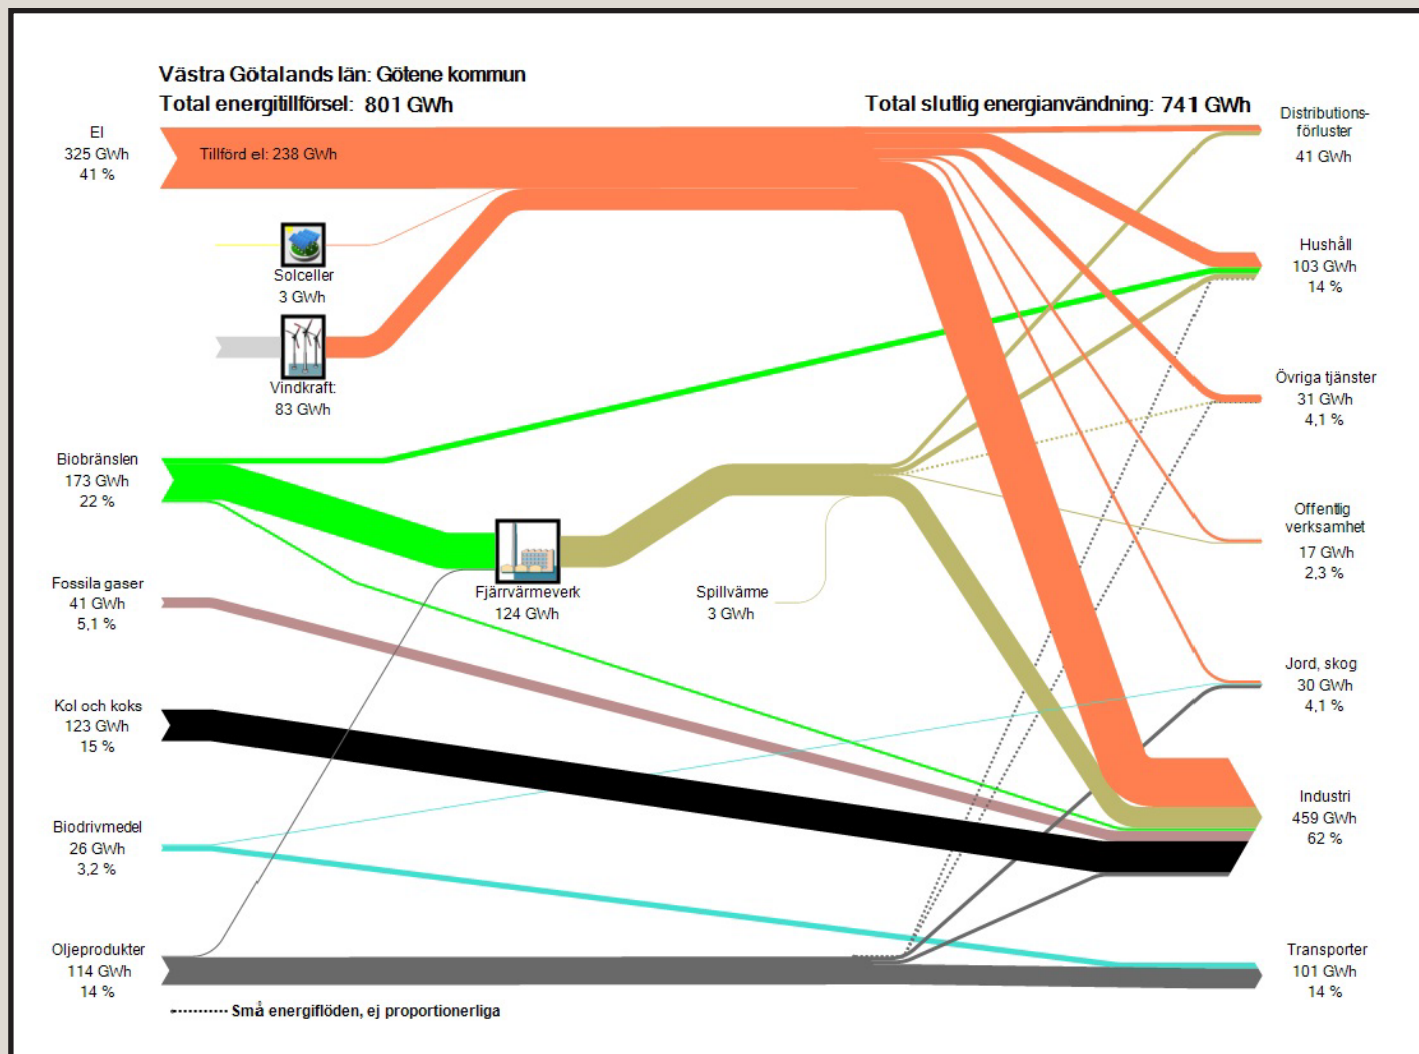 Västra Götalands län: Götene kommun
Total energitillförsel: 801 GWh
Total slutlig energianvändning: 741 GWh
El
325 GWh
41 %
Tillförd el: 238 GWh
Solceller
3 GWh
Vindkraft:
83 GWh
Biobränslen
173 GWh
22 %
Fossila gaser
41 GWh
5,1 %
Kol och koks
123 GWh
15 %
Biodrivmedel
26 GWh
3,2 %
Oljeprodukter
114 GWh
14 %
Fjärrvärmeverk
124 GWh
Spillvärme
3 GWh
Distributions-
förluster
41 GWh
Hushåll
103 GWh
14 %
Övriga tjänster
31 GWh
4,1 %
Offentlig
verksamhet
17 GWh
2,3 %
Jord, skog
30 GWh
4,1 %
Industri
459 GWh
62 %
Transporter
101 GWh
14 %
Små energiflöden, ej proportionerliga